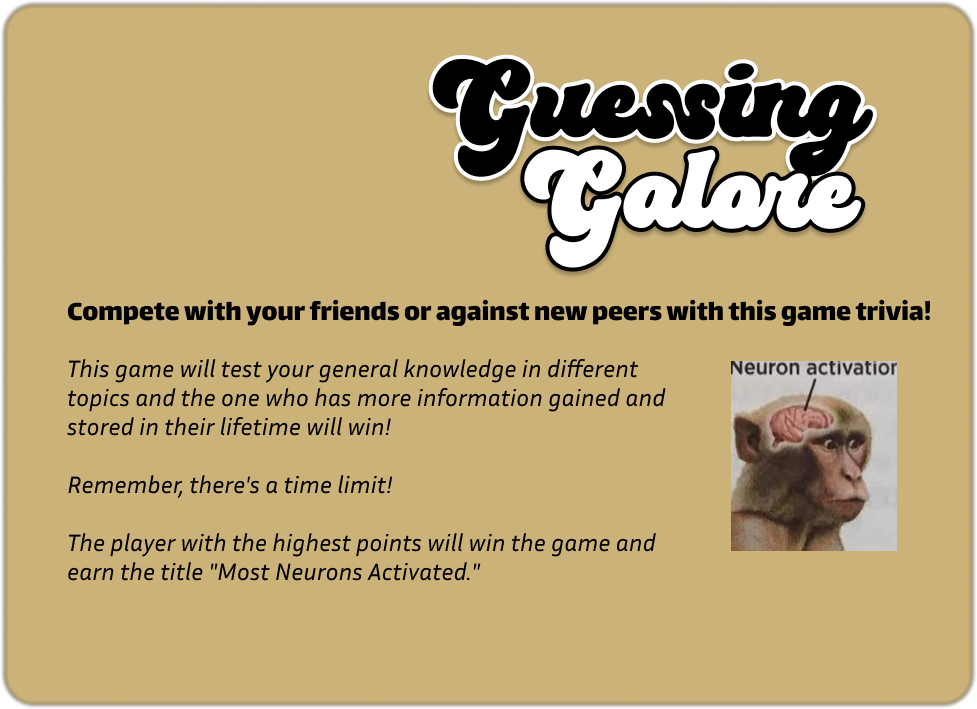 Guessing
Galore
Compete with your friends or against new peers with this game trivia!
This game will test your general knowledge in different
topics and the one who has more information gained and
stored in their lifetime will win!
Remember, there's a time limit!
The player with the highest points will win the game and
earn the title "Most Neurons Activated."
Neuron activation